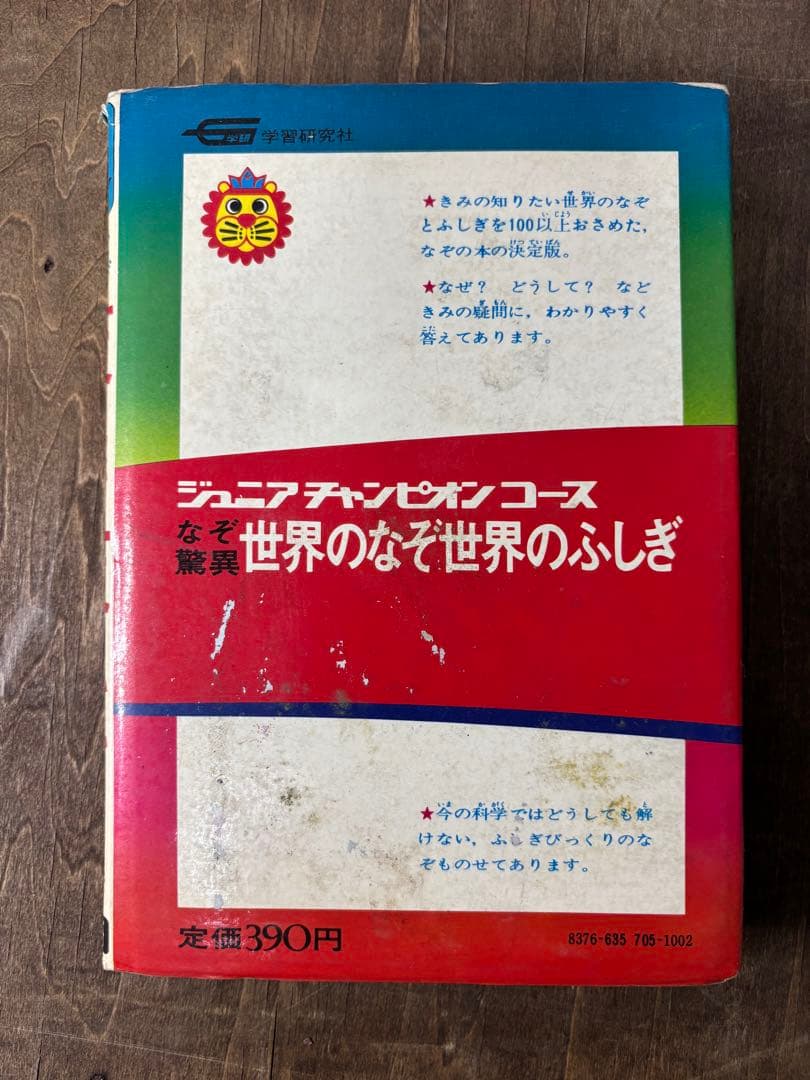 学研 学習研究社
★きみの知りたい世界のなぞ
とふしぎを100以上おさめた，
なぞの本の決定版。
★なぜ？　どうして？　など
きみの疑問に，わかりやすく
答えてあります。
ジュニアチャンピオンコース
なぞ
驚異
世界のなぞ世界のふしぎ
★今の科学ではどうしても解
けない，ふしぎびっくりのな
ぞものせてあります。
定価390円
8376-635 705-1002